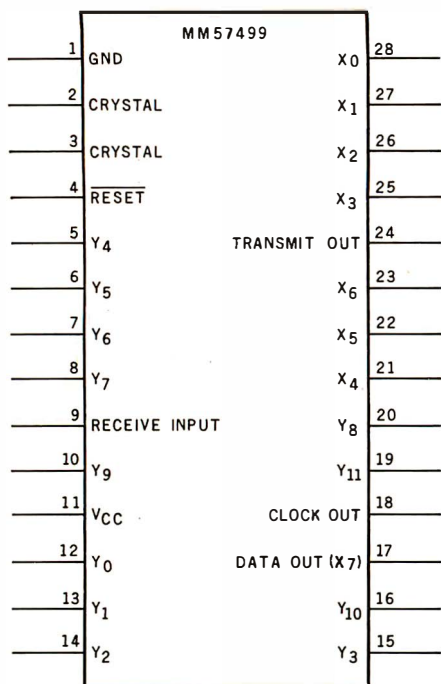 MM57499
1 GND X0 28
2 CRYSTAL X1 27
3 CRYSTAL X2 26
4 RESET X3 25
5 Y4 TRANSMIT OUT 24
6 Y5 X6 23
7 Y6 X5 22
8 Y7 X4 21
9 RECEIVE INPUT Y8 20
10 Y9 Y11 19
11 VCC CLOCK OUT 18
12 Y0 DATA OUT (X7) 17
13 Y1 Y10 16
14 Y2 Y3 15